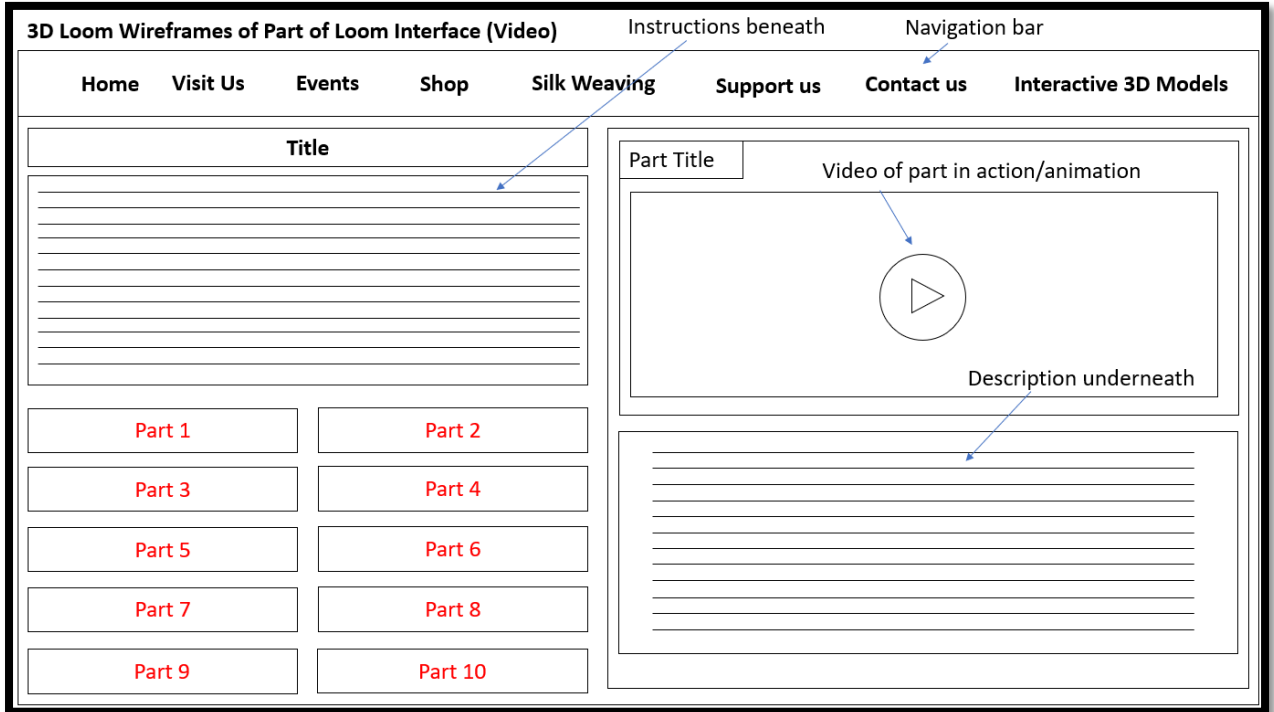 3D Loom Wireframes of Part of Loom Interface (Video)
Instructions beneath
Navigation bar
Home Visit Us Events Shop Silk Weaving Support us Contact us Interactive 3D Models
Title
Part Title
Video of part in action/animation
Description underneath
Part 1 Part 2
Part 3 Part 4
Part 5 Part 6
Part 7 Part 8
Part 9 Part 10